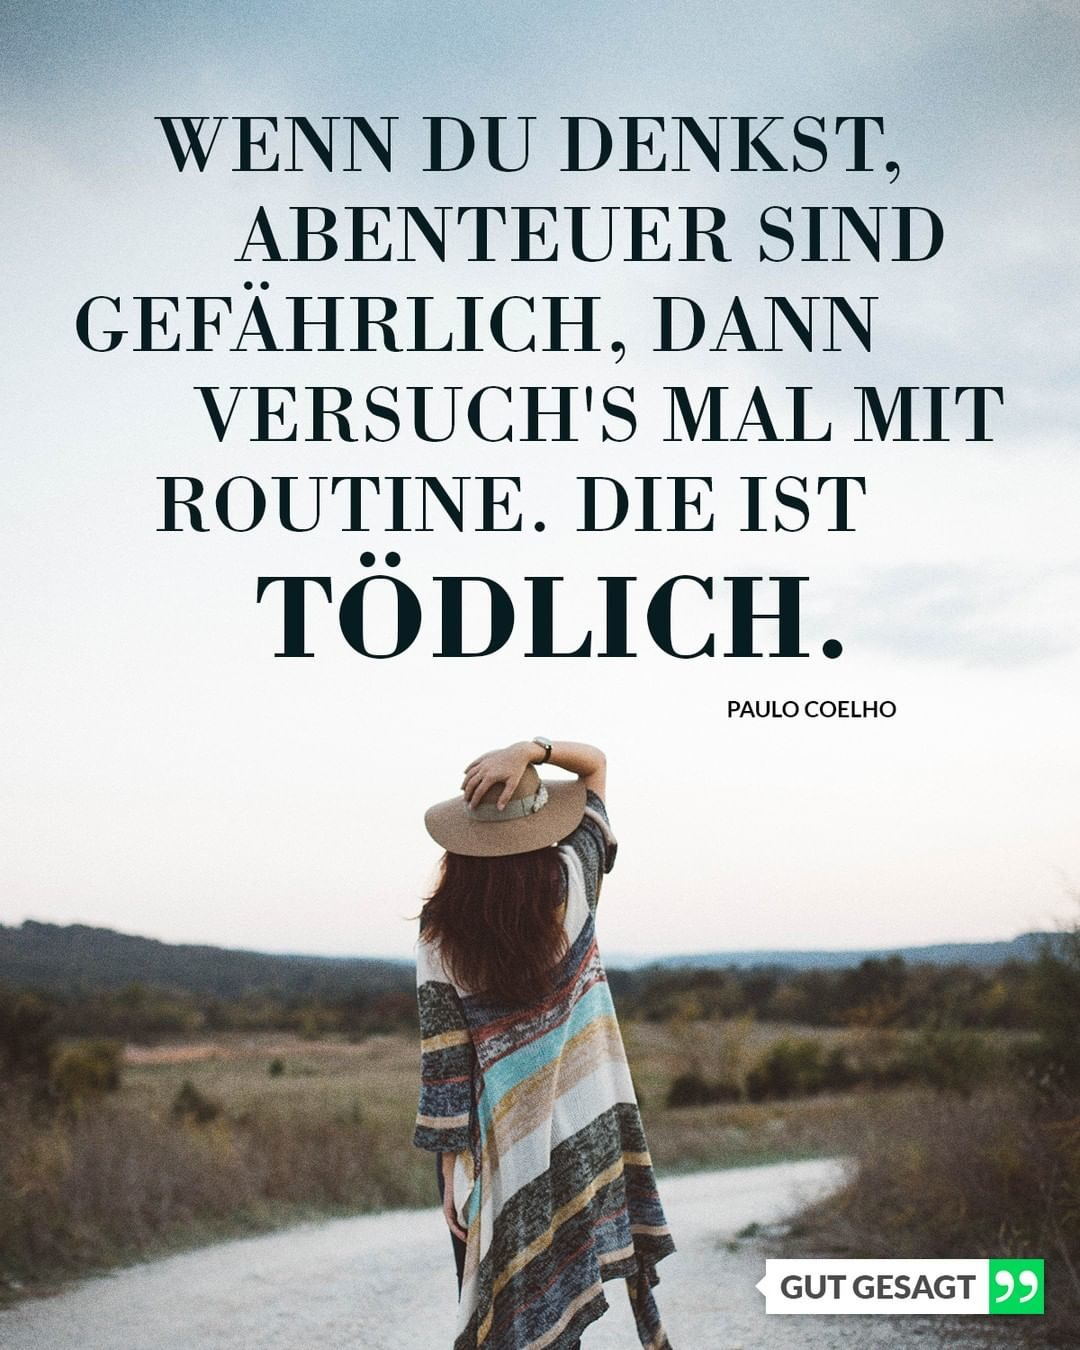 WENN DU DENKST,
ABENTEUER SIND
GEFÄHRLICH, DANN
VERSUCH'S MAL MIT
ROUTINE. DIE IST
TÖDLICH.
PAULO COELHO
GUT GESAGT